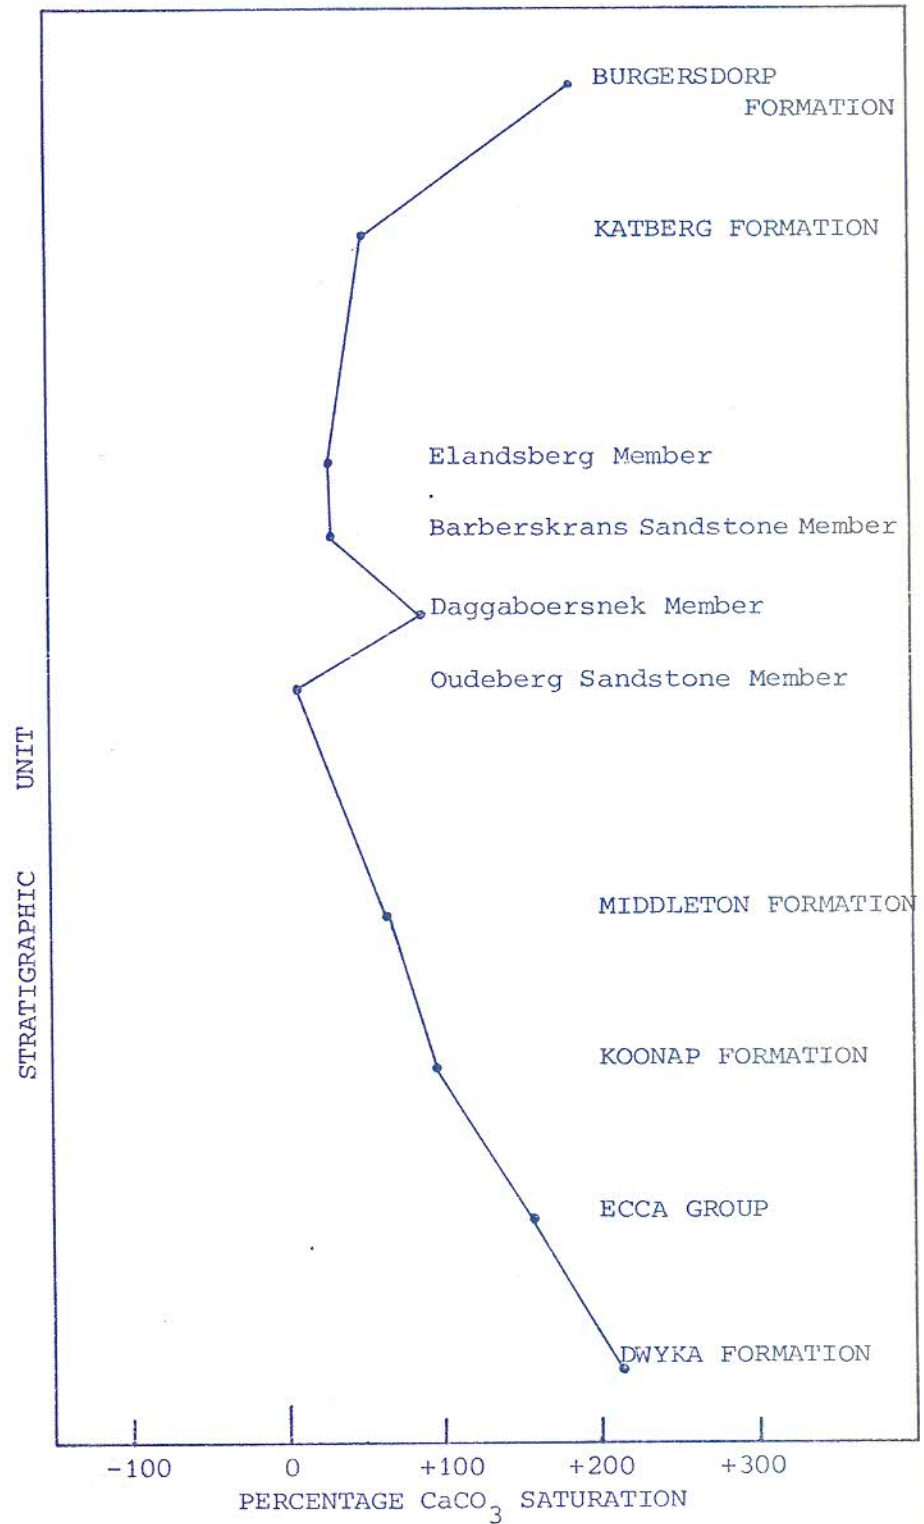 BURGERSDORP
FORMATION
KATBERG FORMATION
Elandsberg Member
Barberskrans Sandstone Member
Daggaboersnek Member
Oudeberg Sandstone Member
MIDDLETON FORMATION
KOONAP FORMATION
ECCA GROUP
DWYKA FORMATION
STRATIGRAPHIC UNIT
-100 0 +100 +200 +300
PERCENTAGE CaCO3 SATURATION